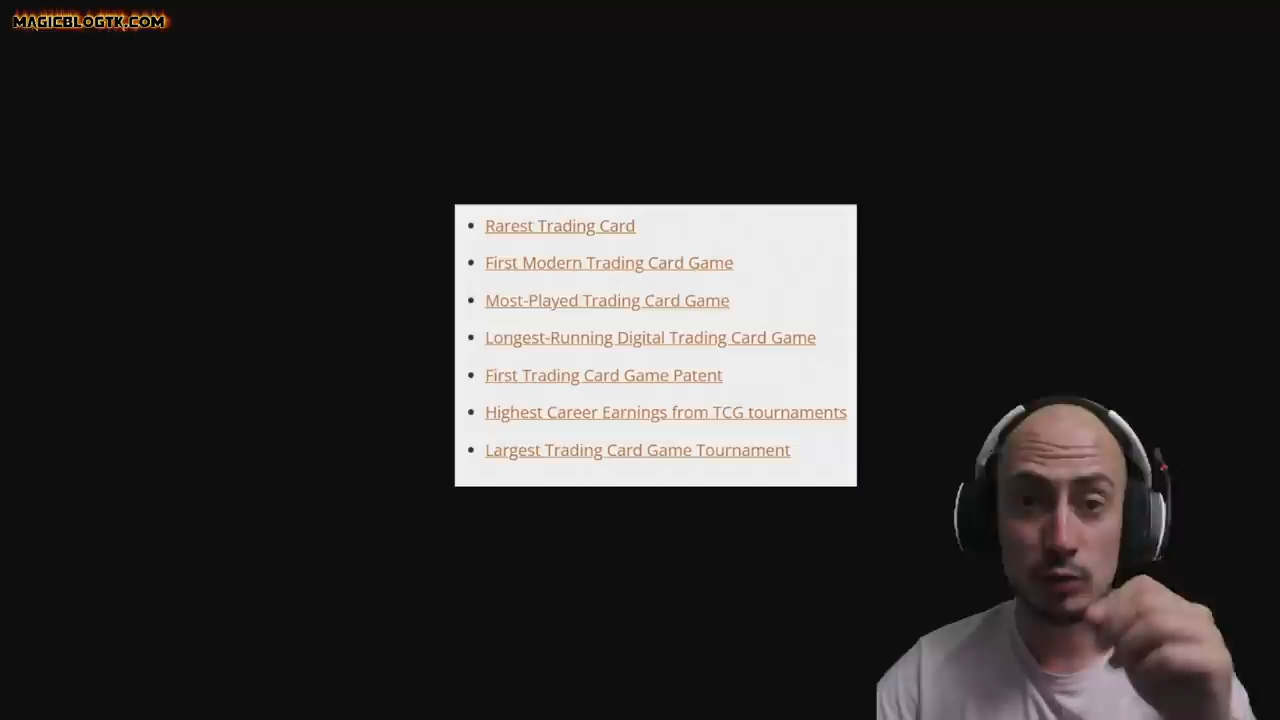 MAGICBLOGTK.COM
Rarest Trading Card
First Modern Trading Card Game
Most-Played Trading Card Game
Longest-Running Digital Trading Card Game
First Trading Card Game Patent
Highest Career Earnings from TCG tournaments
Largest Trading Card Game Tournament